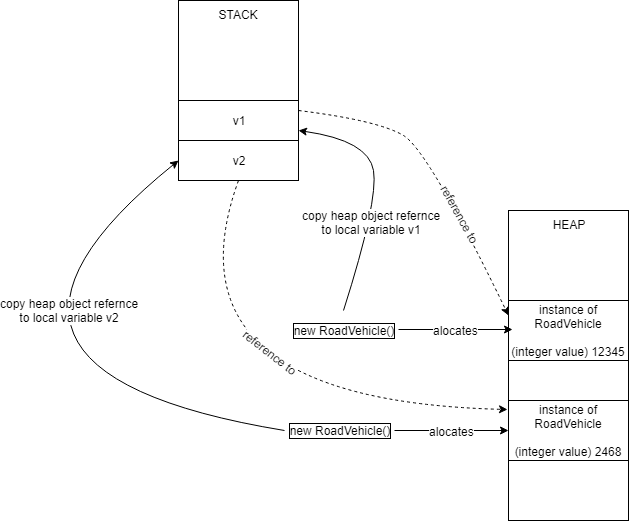 STACK
v1
v2
copy heap object refernce
to local variable v1
reference to
HEAP
copy heap object refernce
to local variable v2
instance of
RoadVehicle
(integer value) 12345
new RoadVehicle()
alocates
reference to
instance of
RoadVehicle
(integer value) 2468
new RoadVehicle()
alocates